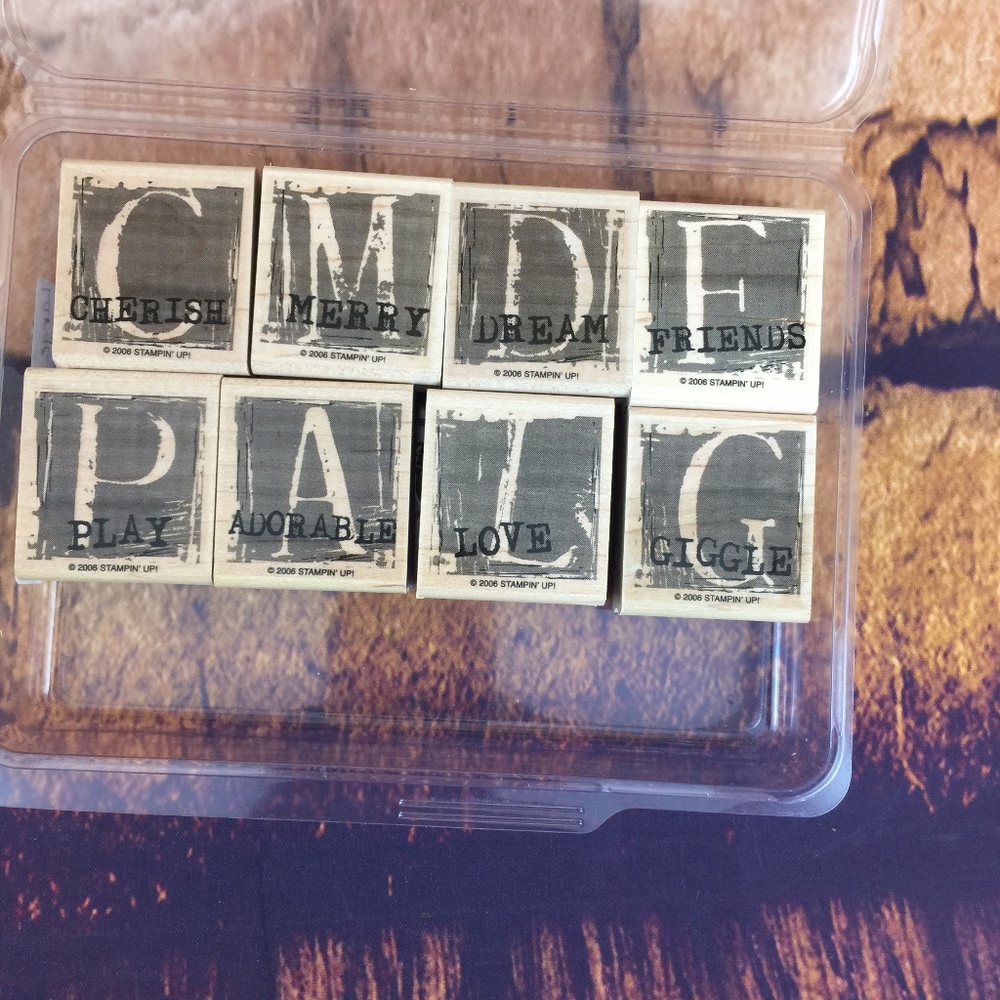 C
CHERISH
© 2006 STAMPIN' UP!
M
MERRY
© 2006 STAMPIN' UP!
D
DREAM
© 2006 STAMPIN' UP!
F
FRIENDS
© 2006 STAMPIN' UP!
P
PLAY
© 2006 STAMPIN' UP!
A
ADORABLE
© 2006 STAMPIN' UP!
L
LOVE
© 2006 STAMPIN' UP!
G
GIGGLE
© 2006 STAMPIN' UP!